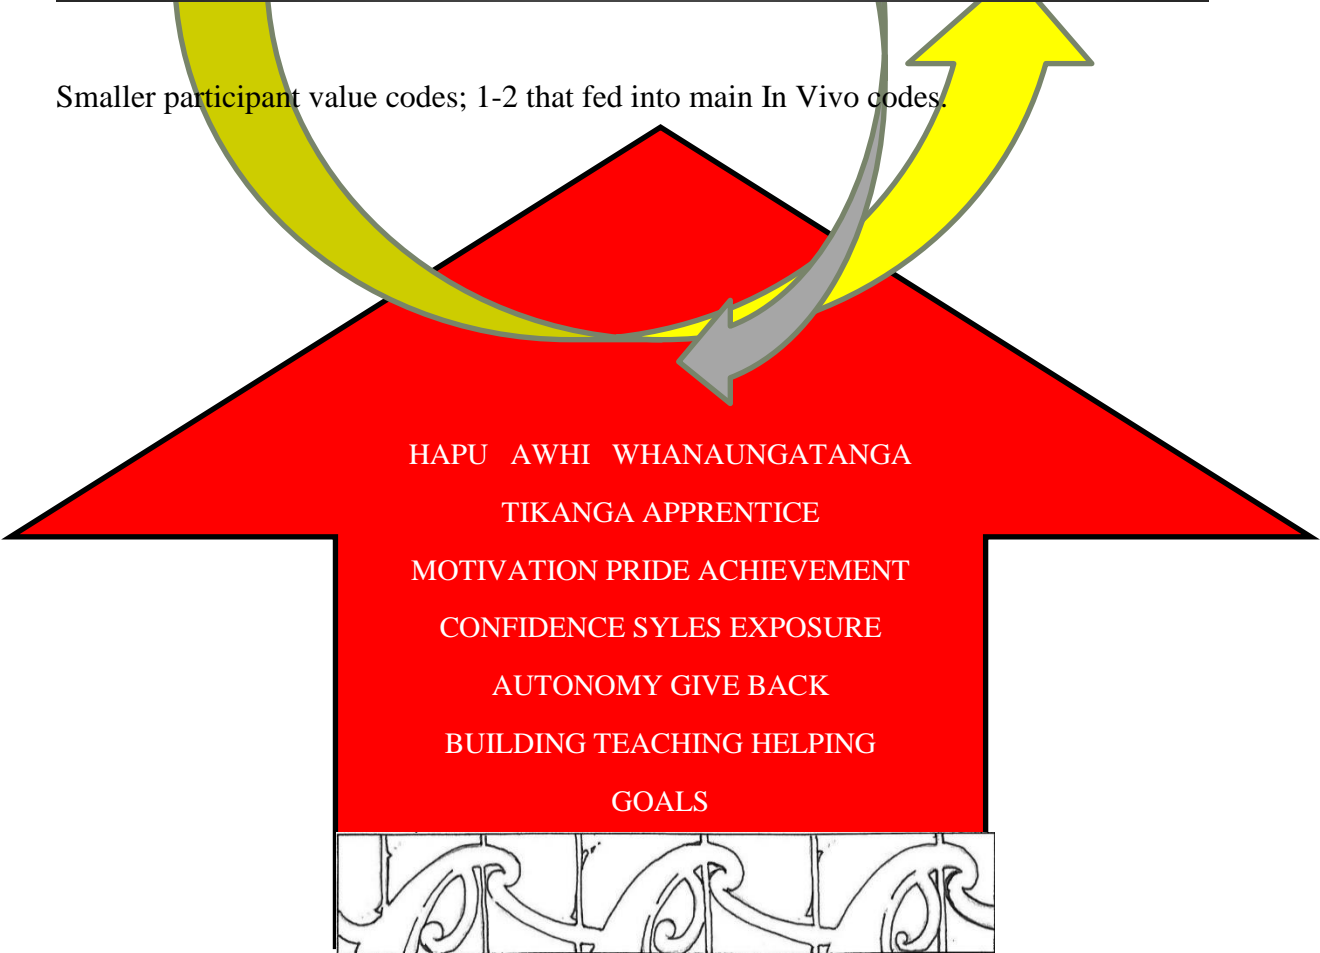 Smaller participant value codes; 1-2 that fed into main In Vivo codes.
HAPU AWHI WHANAUNGATANGA
TIKANGA APPRENTICE
MOTIVATION PRIDE ACHIEVEMENT
CONFIDENCE SYLES EXPOSURE
AUTONOMY GIVE BACK
BUILDING TEACHING HELPING
GOALS